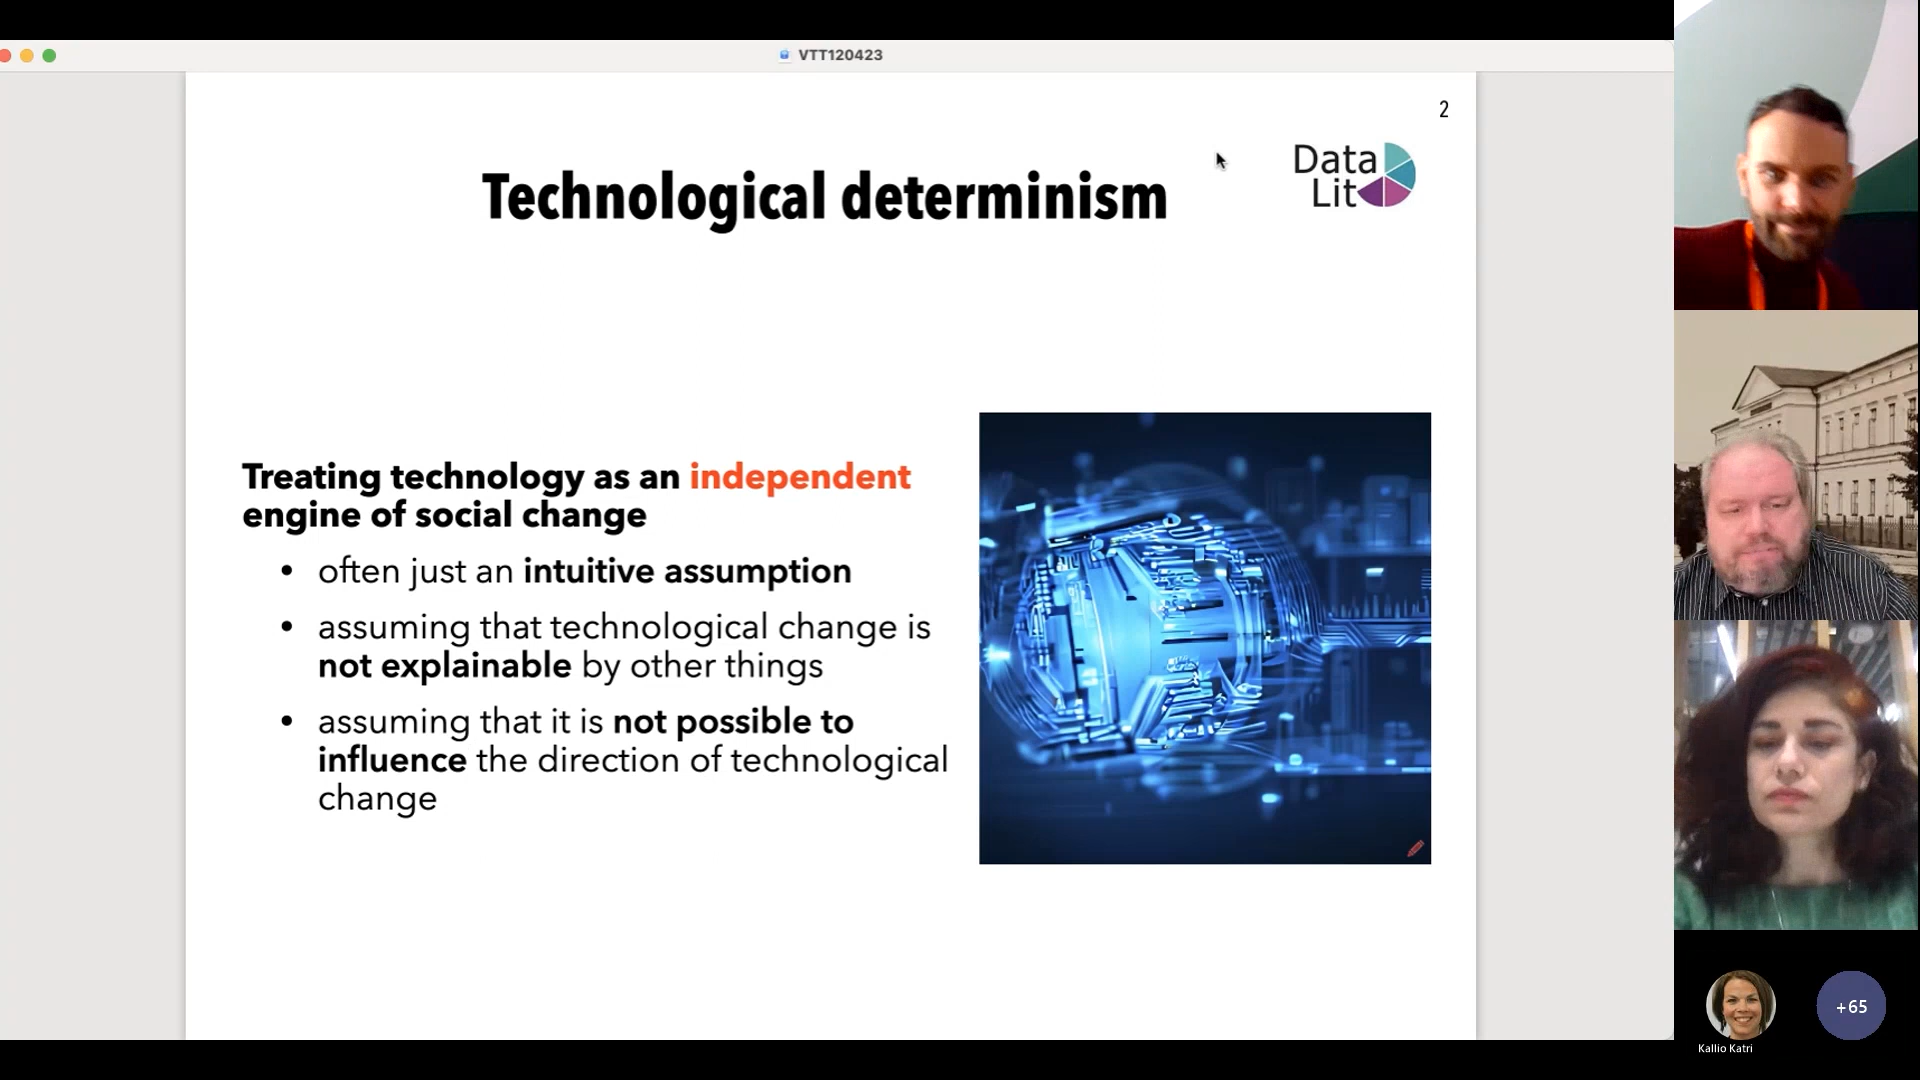 VTT120423
2
Data
Lit
Technological determinism
Treating technology as an independent
engine of social change
• often just an intuitive assumption
• assuming that technological change is
not explainable by other things
• assuming that it is not possible to
influence the direction of technological
change
+65
Kallio Katri